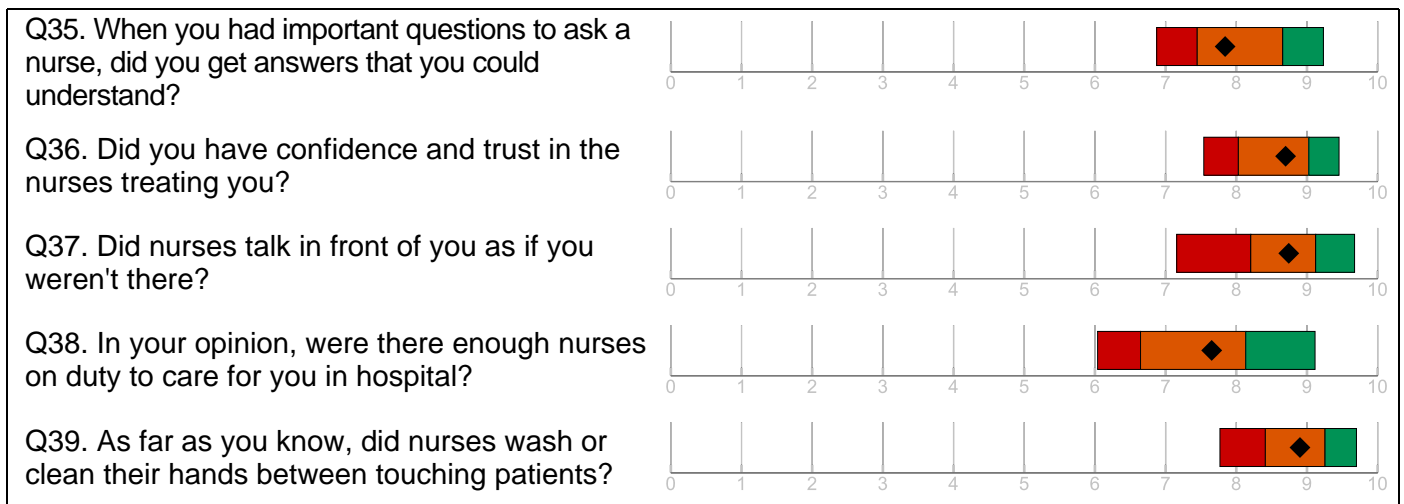 Q35. When you had important questions to ask a
nurse, did you get answers that you could
understand?
0 1 2 3 4 5 6 7 8 9 10
Q36. Did you have confidence and trust in the
nurses treating you?
0 1 2 3 4 5 6 7 8 9 10
Q37. Did nurses talk in front of you as if you
weren't there?
0 1 2 3 4 5 6 7 8 9 10
Q38. In your opinion, were there enough nurses
on duty to care for you in hospital?
0 1 2 3 4 5 6 7 8 9 10
Q39. As far as you know, did nurses wash or
clean their hands between touching patients?
0 1 2 3 4 5 6 7 8 9 10